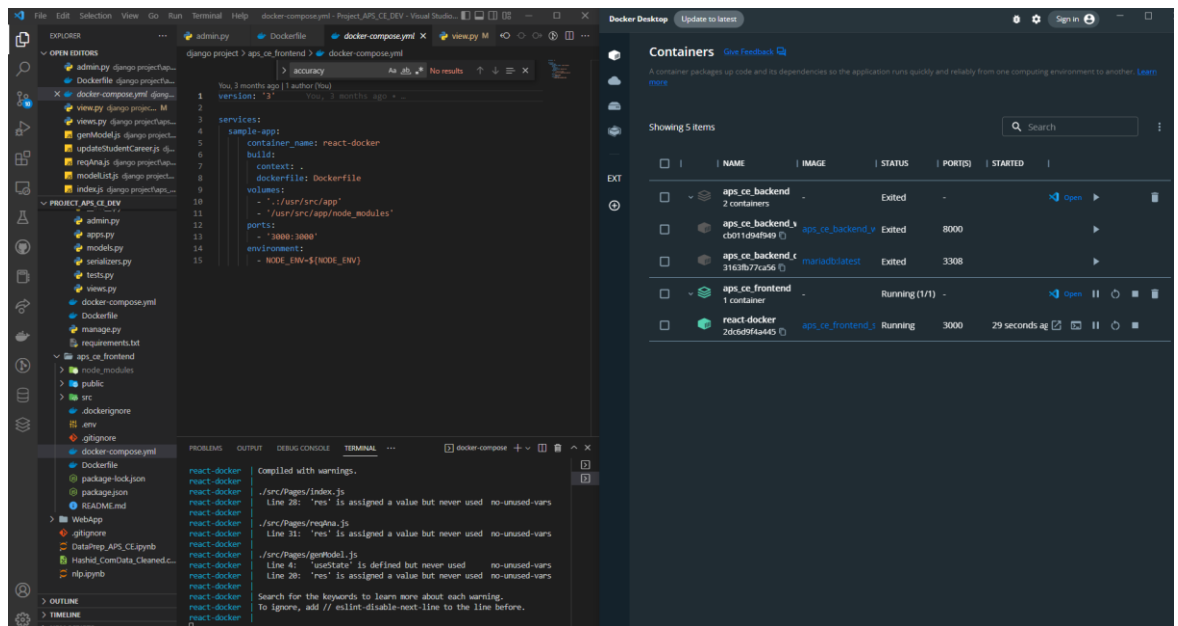 File Edit Selection View Go Run Terminal Help docker-compose.yml - Project_APS_CE_DEV - Visual Studio...
EXPLORER
OPEN EDITORS
admin.py django project\ap...
Dockerfile django project\a...
docker-compose.yml djang...
view.py django projec... M
views.py django project\aps...
genModel.js django project...
updateStudentCareer.js dj...
reqAna.js django project\ap...
modelList.js django project...
index.js django project\aps_...
PROJECT_APS_CE_DEV
admin.py
apps.py
models.py
serializers.py
tests.py
views.py
docker-compose.yml
Dockerfile
manage.py
requirements.txt
aps_ce_frontend
node_modules
public
src
.dockerignore
.env
.gitignore
docker-compose.yml
Dockerfile
package-lock.json
package.json
README.md
WebApp
.gitignore
DataPrep_APS_CE.ipynb
Hashid_ComData_Cleaned.c...
nlp.ipynb
OUTLINE
TIMELINE
admin.py Dockerfile docker-compose.yml view.py M
django project > aps_ce_frontend > docker-compose.yml
accuracy Aa ab No results
You, 3 months ago | 1 author (You)
1 version: '3' You, 3 months ago • …
2
3 services:
4 sample-app:
5 container_name: react-docker
6 build:
7 context: .
8 dockerfile: Dockerfile
9 volumes:
10 - '.:/usr/src/app'
11 - '/usr/src/app/node_modules'
12 ports:
13 - '3000:3000'
14 environment:
15 - NODE_ENV=${NODE_ENV}
PROBLEMS OUTPUT DEBUG CONSOLE TERMINAL ... docker-compose
react-docker | Compiled with warnings.
react-docker |
react-docker | ./src/Pages/index.js
react-docker | Line 28: 'res' is assigned a value but never used no-unused-vars
react-docker |
react-docker | ./src/Pages/reqAna.js
react-docker | Line 31: 'res' is assigned a value but never used no-unused-vars
react-docker |
react-docker | ./src/Pages/genModel.js
react-docker | Line 4: 'useState' is defined but never used no-unused-vars
react-docker | Line 20: 'res' is assigned a value but never used no-unused-vars
react-docker |
react-docker | Search for the keywords to learn more about each warning.
react-docker | To ignore, add // eslint-disable-next-line to the line before.
react-docker |
Docker Desktop Update to latest Sign in
Containers Give Feedback
A container packages up code and its dependencies so the application runs quickly and reliably from one computing environment to another. Learn
more
Showing 5 items Search
NAME IMAGE STATUS PORT(S) STARTED
EXT
aps_ce_backend - Exited - Open
2 containers
aps_ce_backend_v aps_ce_backend_w Exited 8000
cb011d94f949
aps_ce_backend_c mariadb:latest Exited 3308
3163fb77ca56
aps_ce_frontend - Running (1/1) - Open
1 container
react-docker aps_ce_frontend_s Running 3000 29 seconds ag
2dc6d9f4a445